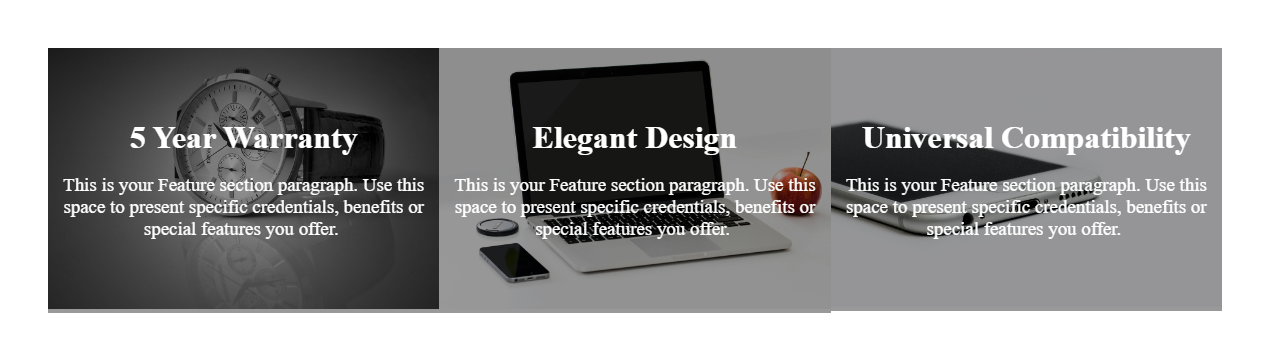 5 Year Warranty
This is your Feature section paragraph. Use this
space to present specific credentials, benefits or
special features you offer.
Elegant Design
This is your Feature section paragraph. Use this
space to present specific credentials, benefits or
special features you offer.
Universal Compatibility
This is your Feature section paragraph. Use this
space to present specific credentials, benefits or
special features you offer.